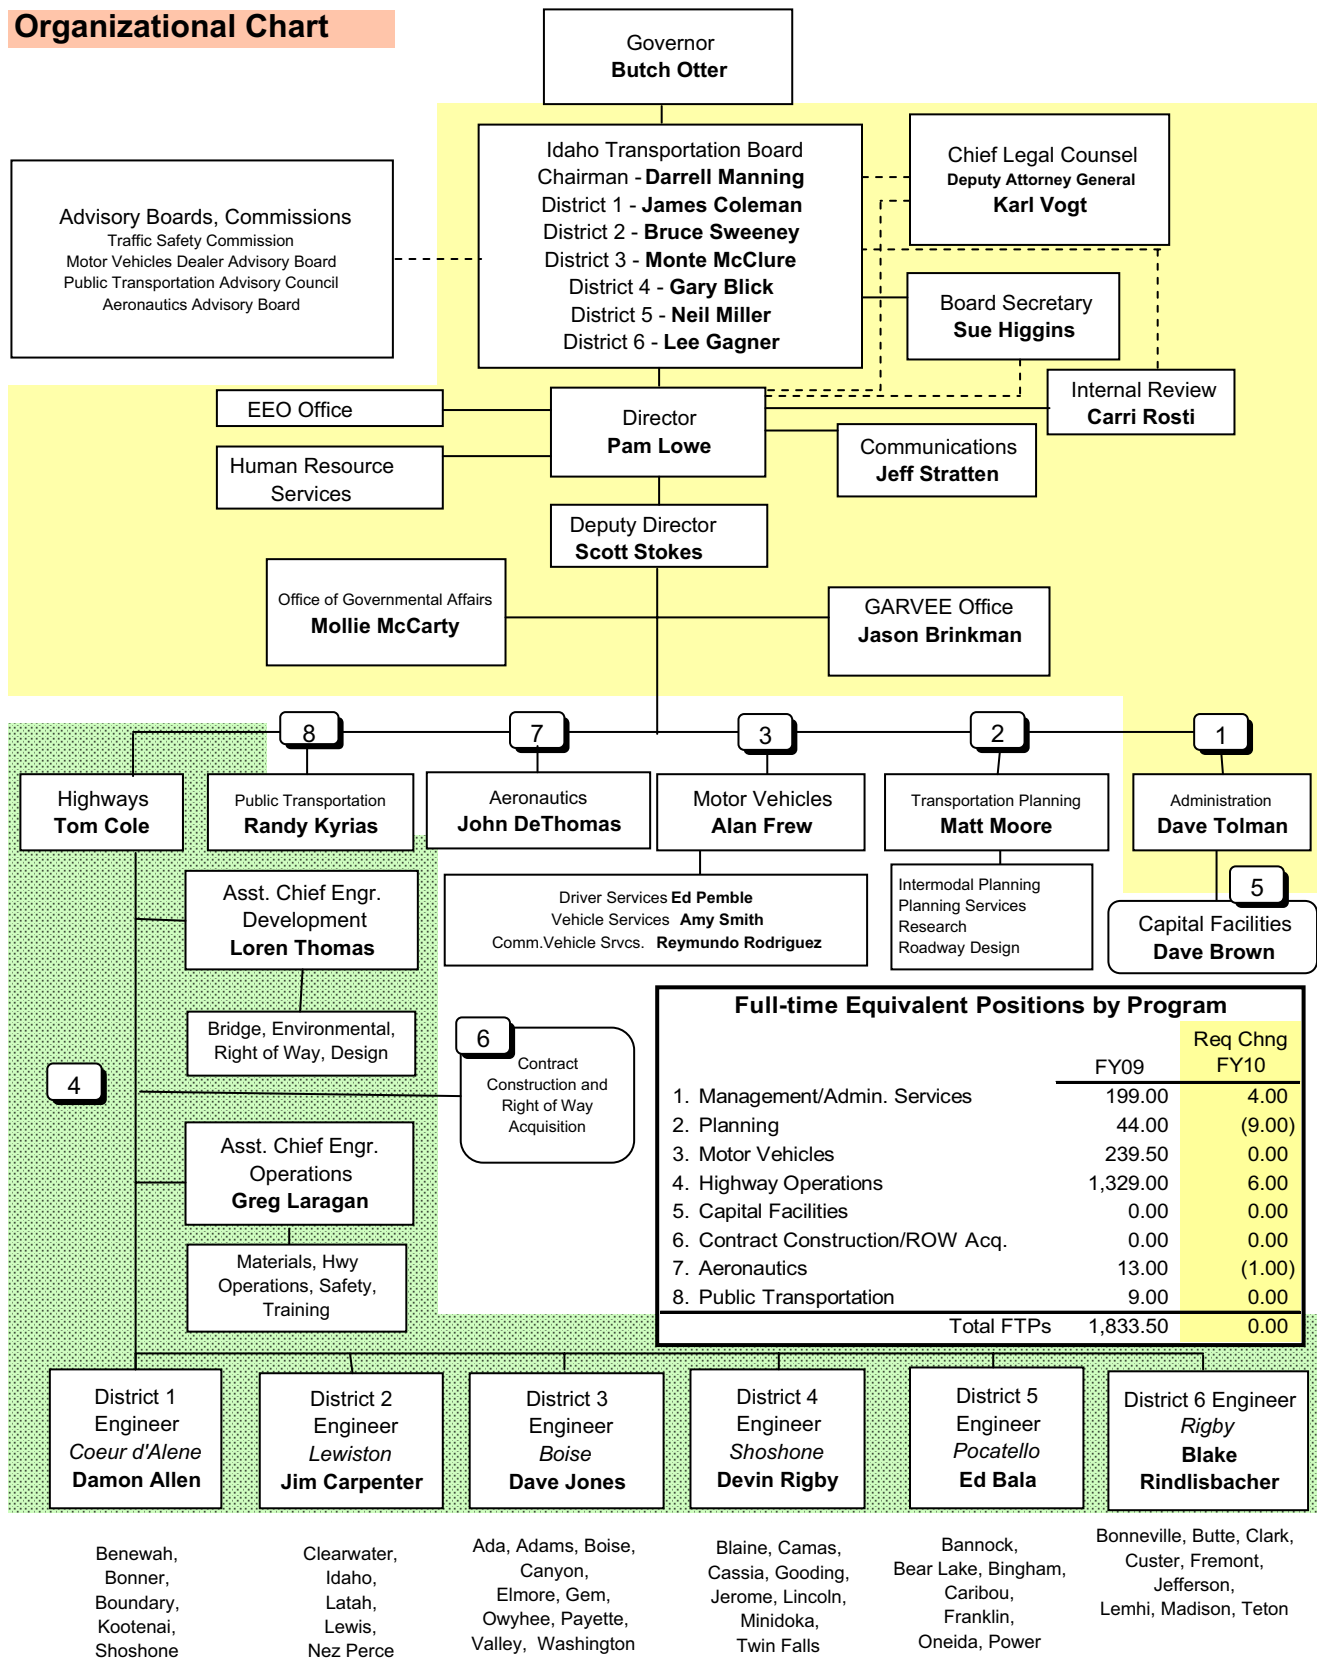 Organizational Chart
Governor
Butch Otter
Idaho Transportation Board
Chairman - Darrell Manning
District 1 - James Coleman
District 2 - Bruce Sweeney
District 3 - Monte McClure
District 4 - Gary Blick
District 5 - Neil Miller
District 6 - Lee Gagner
Chief Legal Counsel
Deputy Attorney General
Karl Vogt
Advisory Boards, Commissions
Traffic Safety Commission
Motor Vehicles Dealer Advisory Board
Public Transportation Advisory Council
Aeronautics Advisory Board
Board Secretary
Sue Higgins
Internal Review
Carri Rosti
EEO Office
Director
Pam Lowe
Communications
Jeff Stratten
Human Resource
Services
Deputy Director
Scott Stokes
Office of Governmental Affairs
Mollie McCarty
GARVEE Office
Jason Brinkman
8
7
3
2
1
Highways
Tom Cole
Public Transportation
Randy Kyrias
Aeronautics
John DeThomas
Motor Vehicles
Alan Frew
Transportation Planning
Matt Moore
Administration
Dave Tolman
Asst. Chief Engr.
Development
Loren Thomas
Driver Services Ed Pemble
Vehicle Services Amy Smith
Comm.Vehicle Srvcs. Reymundo Rodriguez
Intermodal Planning
Planning Services
Research
Roadway Design
5
Capital Facilities
Dave Brown
Bridge, Environmental,
Right of Way, Design
4
6
Contract
Construction and
Right of Way
Acquisition
Asst. Chief Engr.
Operations
Greg Laragan
Materials, Hwy
Operations, Safety,
Training
Full-time Equivalent Positions by Program
Req Chng
FY09 FY10
1. Management/Admin. Services 199.00 4.00
2. Planning 44.00 (9.00)
3. Motor Vehicles 239.50 0.00
4. Highway Operations 1,329.00 6.00
5. Capital Facilities 0.00 0.00
6. Contract Construction/ROW Acq. 0.00 0.00
7. Aeronautics 13.00 (1.00)
8. Public Transportation 9.00 0.00
Total FTPs 1,833.50 0.00
District 1
Engineer
Coeur d'Alene
Damon Allen
District 2
Engineer
Lewiston
Jim Carpenter
District 3
Engineer
Boise
Dave Jones
District 4
Engineer
Shoshone
Devin Rigby
District 5
Engineer
Pocatello
Ed Bala
District 6 Engineer
Rigby
Blake
Rindlisbacher
Benewah,
Bonner,
Boundary,
Kootenai,
Shoshone
Clearwater,
Idaho,
Latah,
Lewis,
Nez Perce
Ada, Adams, Boise,
Canyon,
Elmore, Gem,
Owyhee, Payette,
Valley, Washington
Blaine, Camas,
Cassia, Gooding,
Jerome, Lincoln,
Minidoka,
Twin Falls
Bannock,
Bear Lake, Bingham,
Caribou,
Franklin,
Oneida, Power
Bonneville, Butte, Clark,
Custer, Fremont,
Jefferson,
Lemhi, Madison, Teton